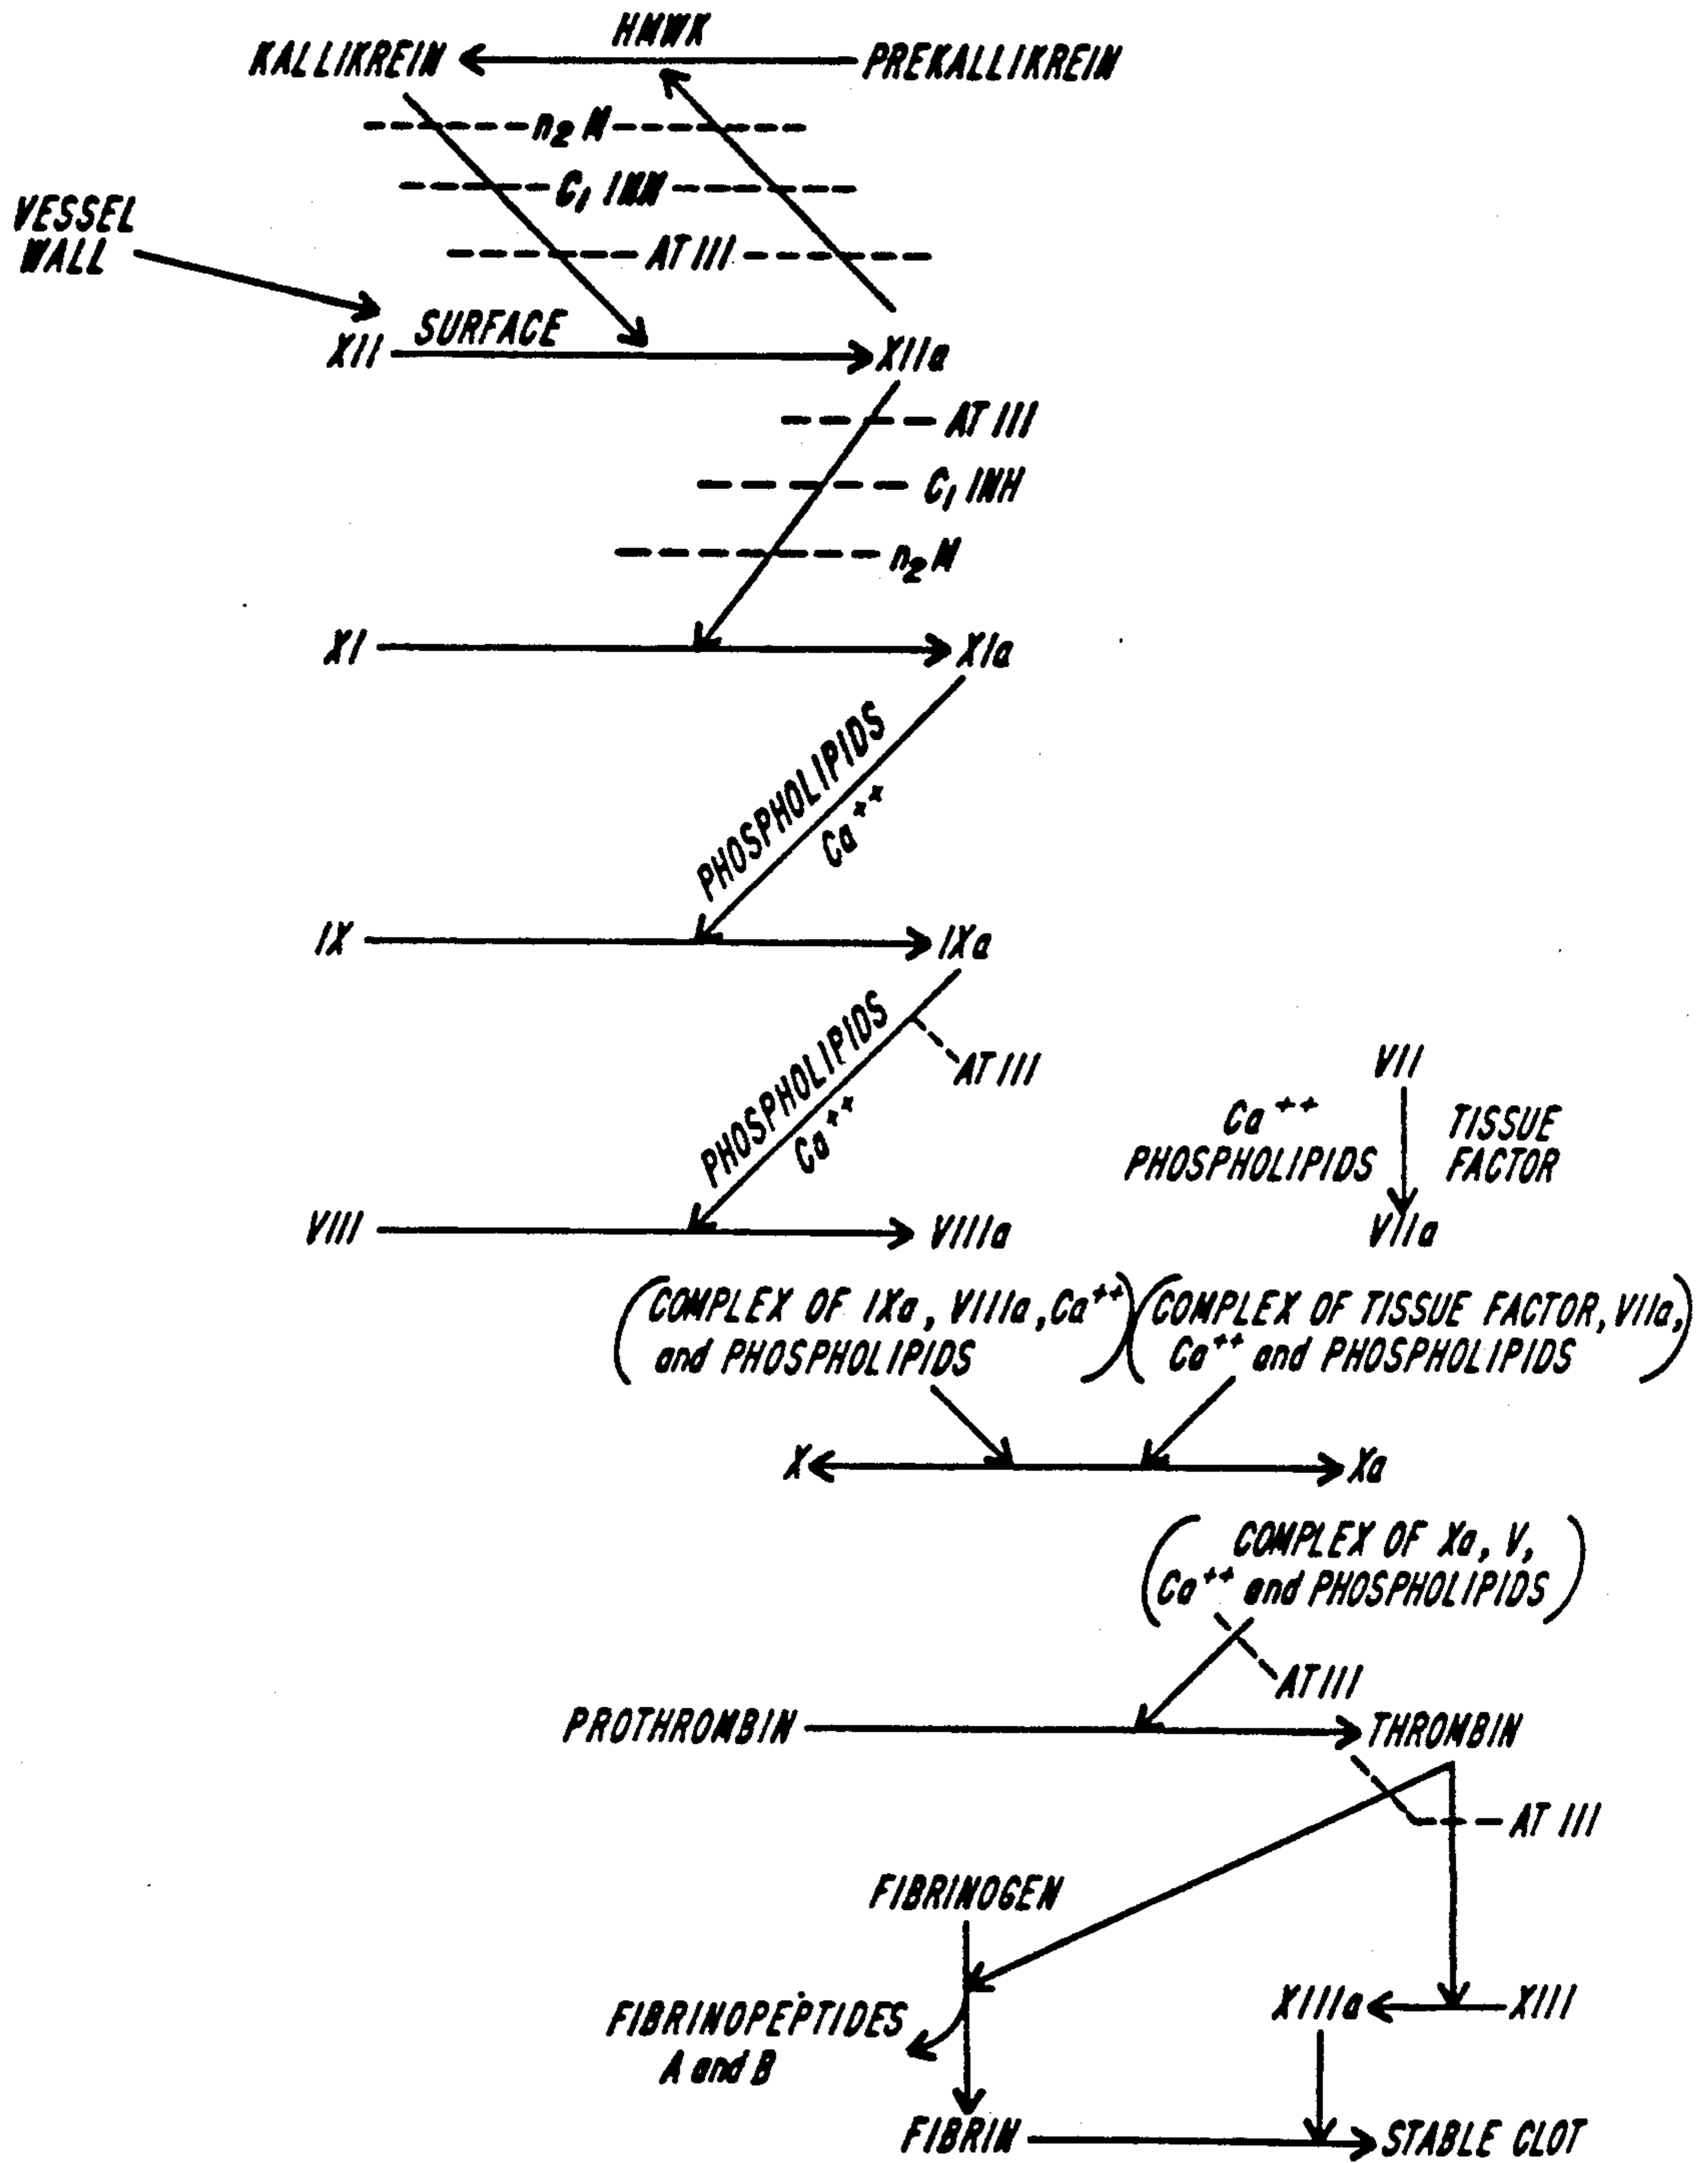 HMWK
KALLIKREIN PREKALLIKREIN
n2 M
C1 INH
AT III
VESSEL
WALL
SURFACE
XII XIIa
AT III
C1 INH
n2 M
XI XIa
PHOSPHOLIPIDS
Ca++
IX IXa
PHOSPHOLIPIDS
Ca++
AT III
VII
Ca++
PHOSPHOLIPIDS
TISSUE
FACTOR
VIIa
VIII VIIIa
(COMPLEX OF IXa, VIIIa, Ca++
and PHOSPHOLIPIDS)
(COMPLEX OF TISSUE FACTOR, VIIa,
Ca++ and PHOSPHOLIPIDS)
X Xa
(COMPLEX OF Xa, V,
Ca++ and PHOSPHOLIPIDS)
AT III
PROTHROMBIN THROMBIN
AT III
FIBRINOGEN
FIBRINOPEPTIDES
A and B
XIIIa XIII
FIBRIN STABLE CLOT